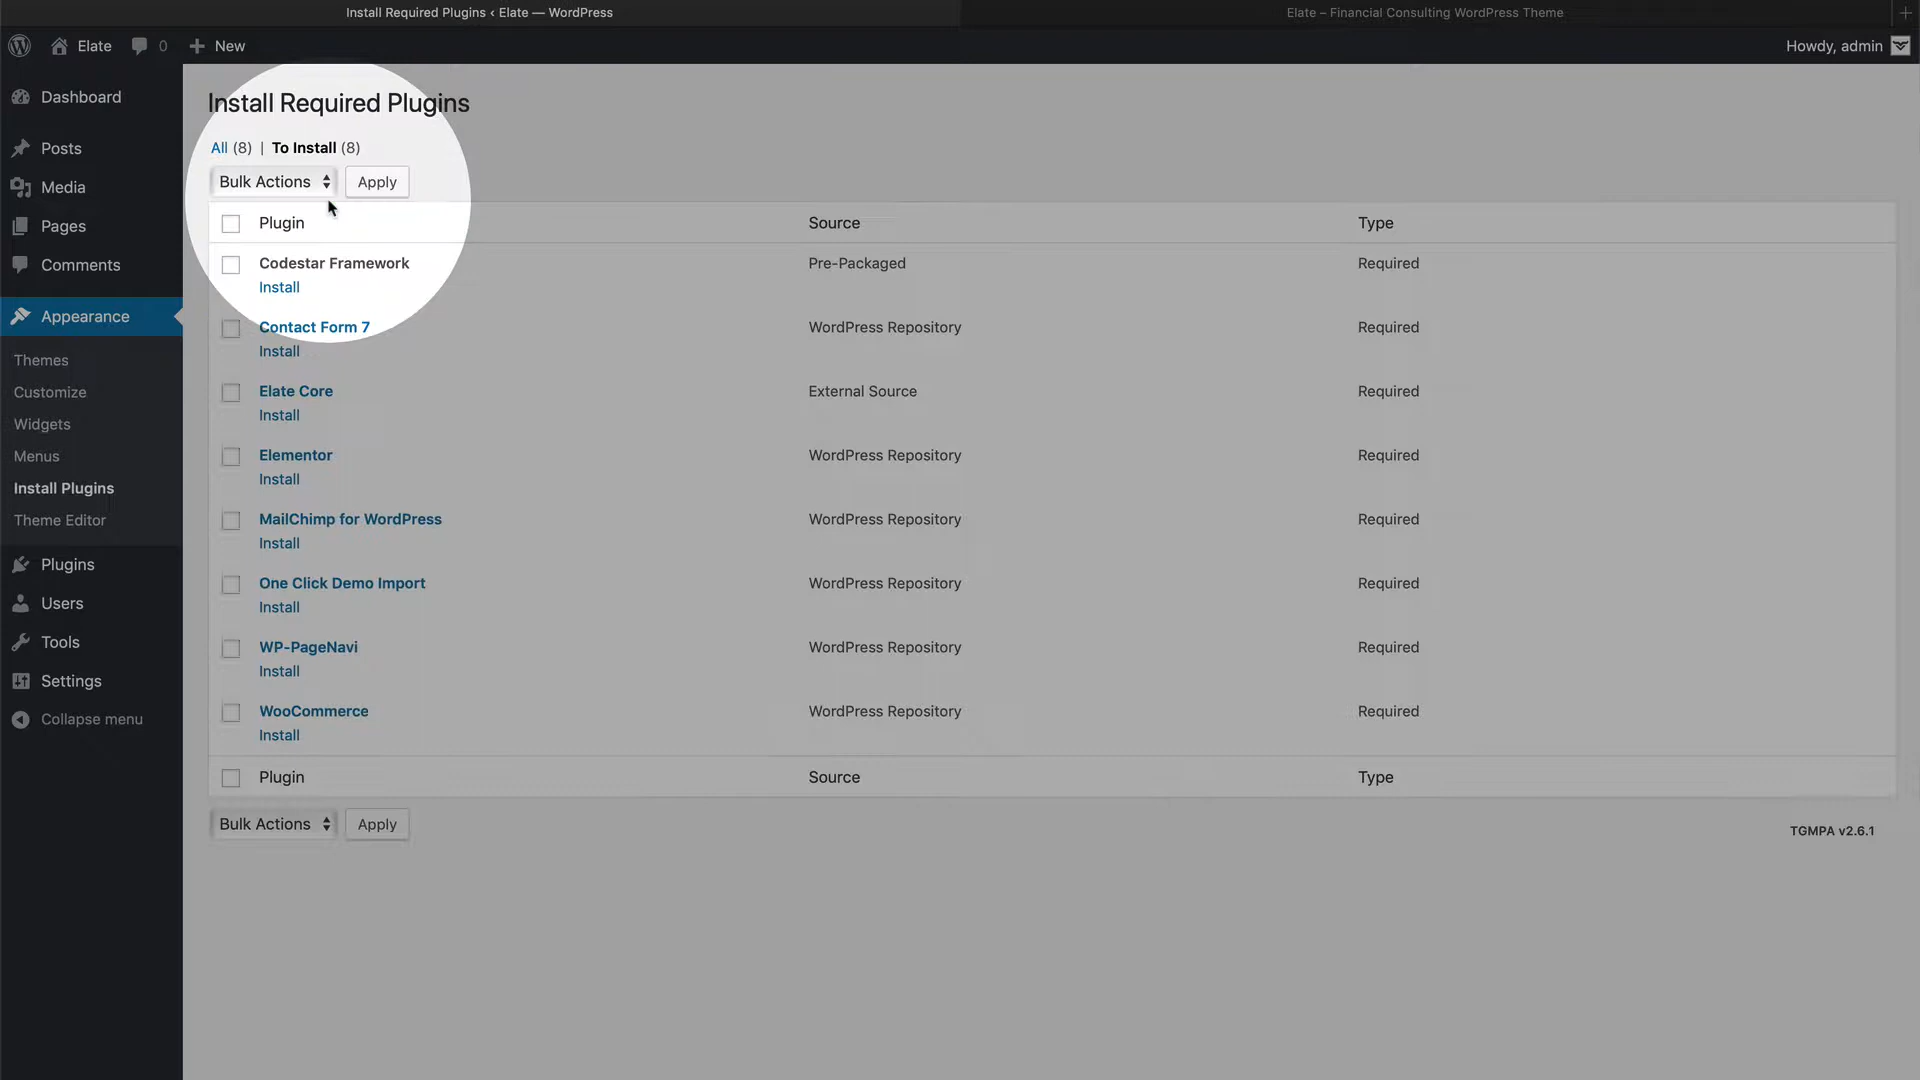 Install Required Plugins ‹ Elate — WordPress
Elate – Financial Consulting WordPress Theme
Elate 0 New
Howdy, admin
Dashboard
Posts
Media
Pages
Comments
Appearance
Themes
Customize
Widgets
Menus
Install Plugins
Theme Editor
Plugins
Users
Tools
Settings
Collapse menu
Install Required Plugins
All (8) | To Install (8)
Bulk Actions Apply
Plugin Source Type
Codestar Framework Pre-Packaged Required
Install
Contact Form 7 WordPress Repository Required
Install
Elate Core External Source Required
Install
Elementor WordPress Repository Required
Install
MailChimp for WordPress WordPress Repository Required
Install
One Click Demo Import WordPress Repository Required
Install
WP-PageNavi WordPress Repository Required
Install
WooCommerce WordPress Repository Required
Install
Plugin Source Type
Bulk Actions Apply
TGMPA v2.6.1